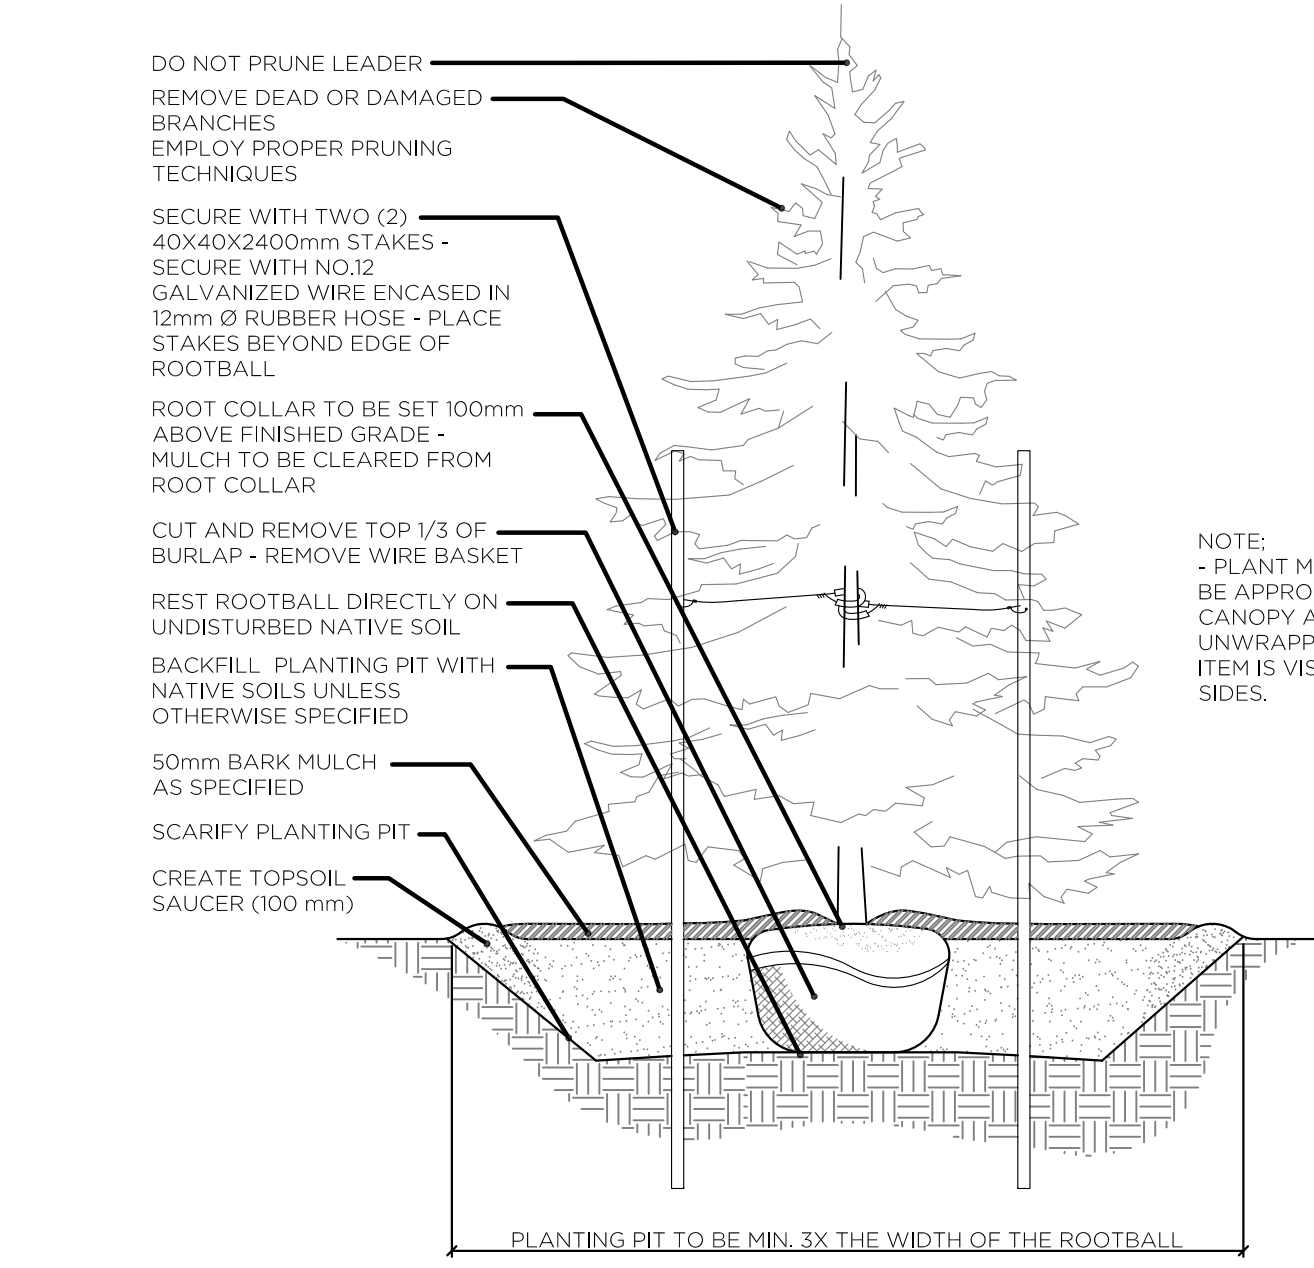 DO NOT PRUNE LEADER
REMOVE DEAD OR DAMAGED
BRANCHES
EMPLOY PROPER PRUNING
TECHNIQUES
SECURE WITH TWO (2)
40X40X2400mm STAKES -
SECURE WITH NO.12
GALVANIZED WIRE ENCASED IN
12mm Ø RUBBER HOSE - PLACE
STAKES BEYOND EDGE OF
ROOTBALL
ROOT COLLAR TO BE SET 100mm
ABOVE FINISHED GRADE -
MULCH TO BE CLEARED FROM
ROOT COLLAR
CUT AND REMOVE TOP 1/3 OF
BURLAP - REMOVE WIRE BASKET
REST ROOTBALL DIRECTLY ON
UNDISTURBED NATIVE SOIL
BACKFILL PLANTING PIT WITH
NATIVE SOILS UNLESS
OTHERWISE SPECIFIED
50mm BARK MULCH
AS SPECIFIED
SCARIFY PLANTING PIT
CREATE TOPSOIL
SAUCER (100 mm)
NOTE;
- PLANT
BE
CANOPY
ITEM IS
SIDES.
PLANTING PIT TO BE MIN. 3X THE WIDTH OF THE ROOTBALL